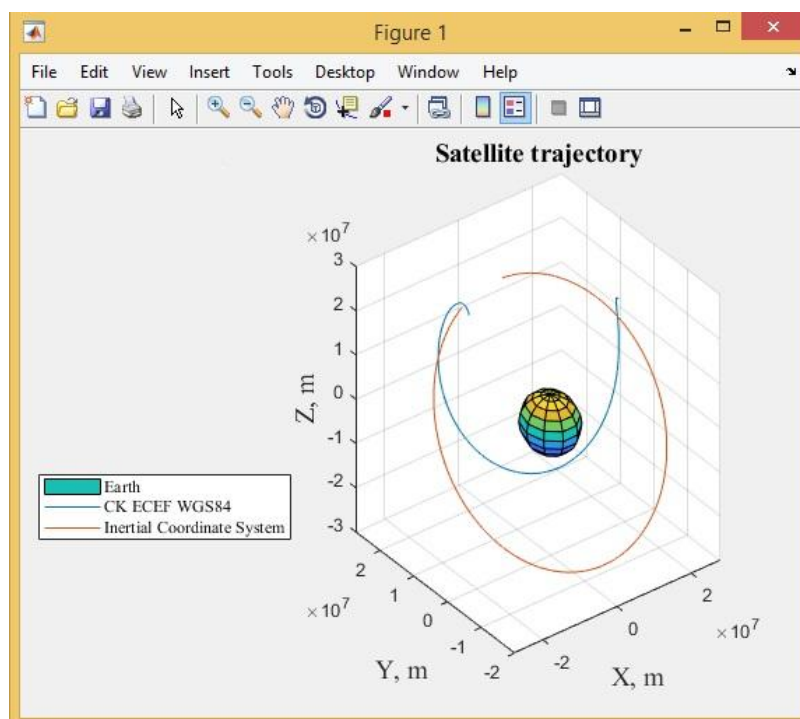 Figure 1
File Edit View Insert Tools Desktop Window Help
Satellite trajectory
×10⁷
3
2
1
0
-1
-2
-3
Z, m
Earth
CK ECEF WGS84
Inertial Coordinate System
2
1
0
-1
-2
×10⁷
Y, m
-2
0
2
×10⁷
X, m